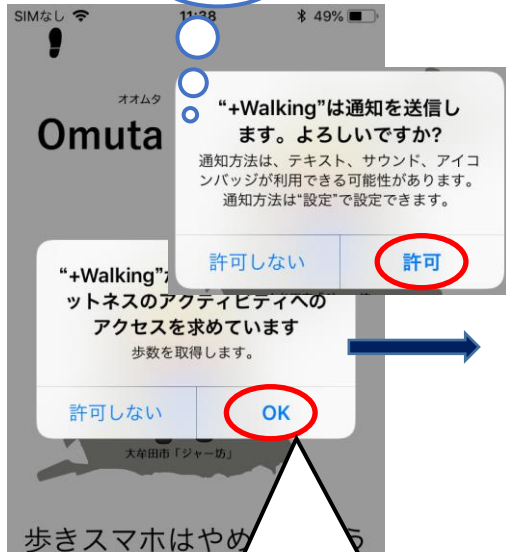 SIMなし 11:38 49%
オオムタ
Omuta
“+Walking”は通知を送信し
ます。よろしいですか?
通知方法は、テキスト、サウンド、アイコ
ンバッジが利用できる可能性があります。
通知方法は“設定”で設定できます。
許可しない 許可
“+Walking”
ットネスのアクティビティへの
アクセスを求めています
歩数を取得します。
許可しない OK
大牟田市「ジャー坊」
歩きスマホはやめ